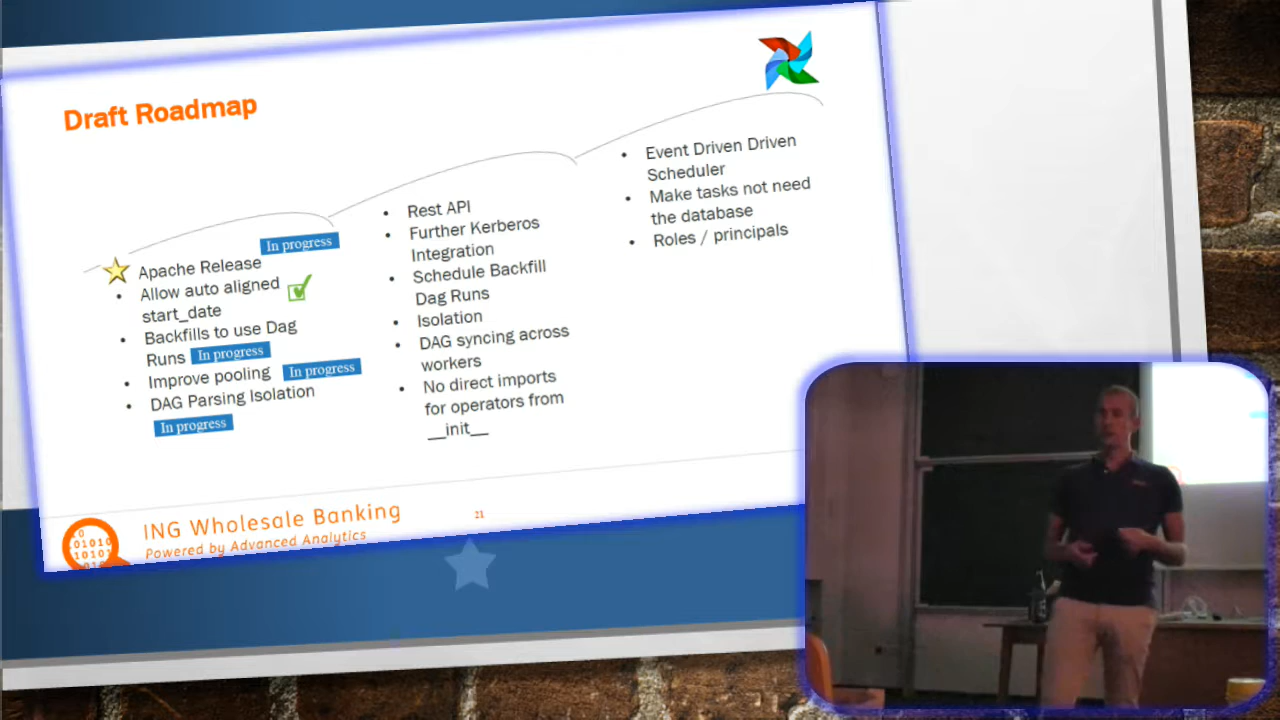 Draft Roadmap
In progress
Apache Release
• Allow auto aligned
start_date
• Backfills to use Dag
Runs In progress
• Improve pooling In progress
• DAG Parsing Isolation
In progress
• Rest API
• Further Kerberos
Integration
• Schedule Backfill
Dag Runs
• Isolation
• DAG syncing across
workers
• No direct imports
for operators from
__init__
• Event Driven Driven
Scheduler
• Make tasks not need
the database
• Roles / principals
ING Wholesale Banking
Powered by Advanced Analytics
21